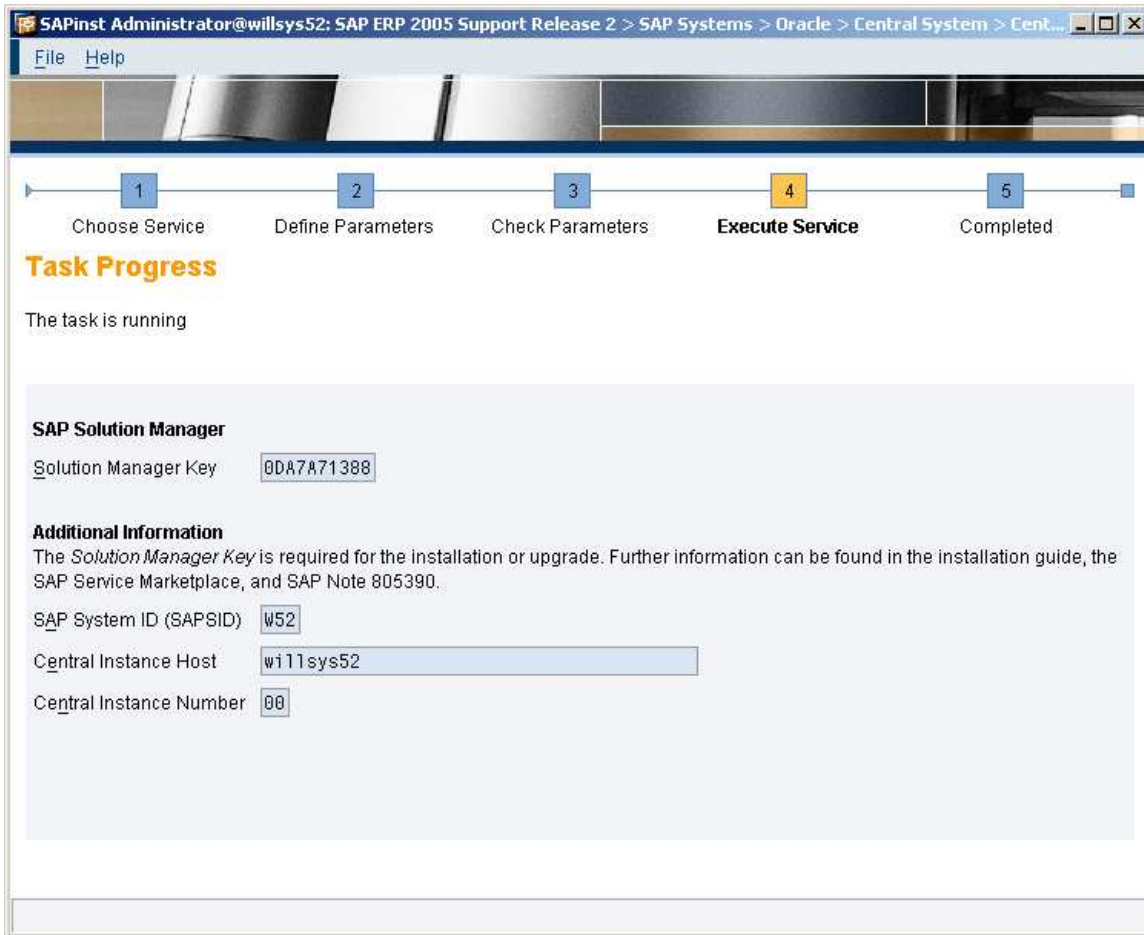 SAPinst Administrator@willsys52: SAP ERP 2005 Support Release 2 > SAP Systems > Oracle > Central System > Cent...
File Help
1 2 3 4 5
Choose Service Define Parameters Check Parameters Execute Service Completed
Task Progress
The task is running
SAP Solution Manager
Solution Manager Key 0DA7A71388
Additional Information
The Solution Manager Key is required for the installation or upgrade. Further information can be found in the installation guide, the
SAP Service Marketplace, and SAP Note 805390.
SAP System ID (SAPSID) W52
Central Instance Host willsys52
Central Instance Number 00